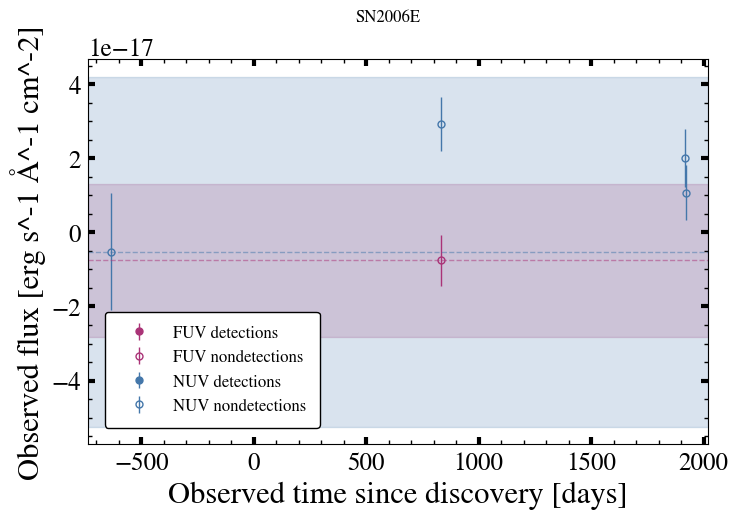 SN2006E
1e−17
Observed flux [erg s^-1 Å^-1 cm^-2]
4
2
0
−2
−4
FUV detections
FUV nondetections
NUV detections
NUV nondetections
−500
0
500
1000
1500
2000
Observed time since discovery [days]